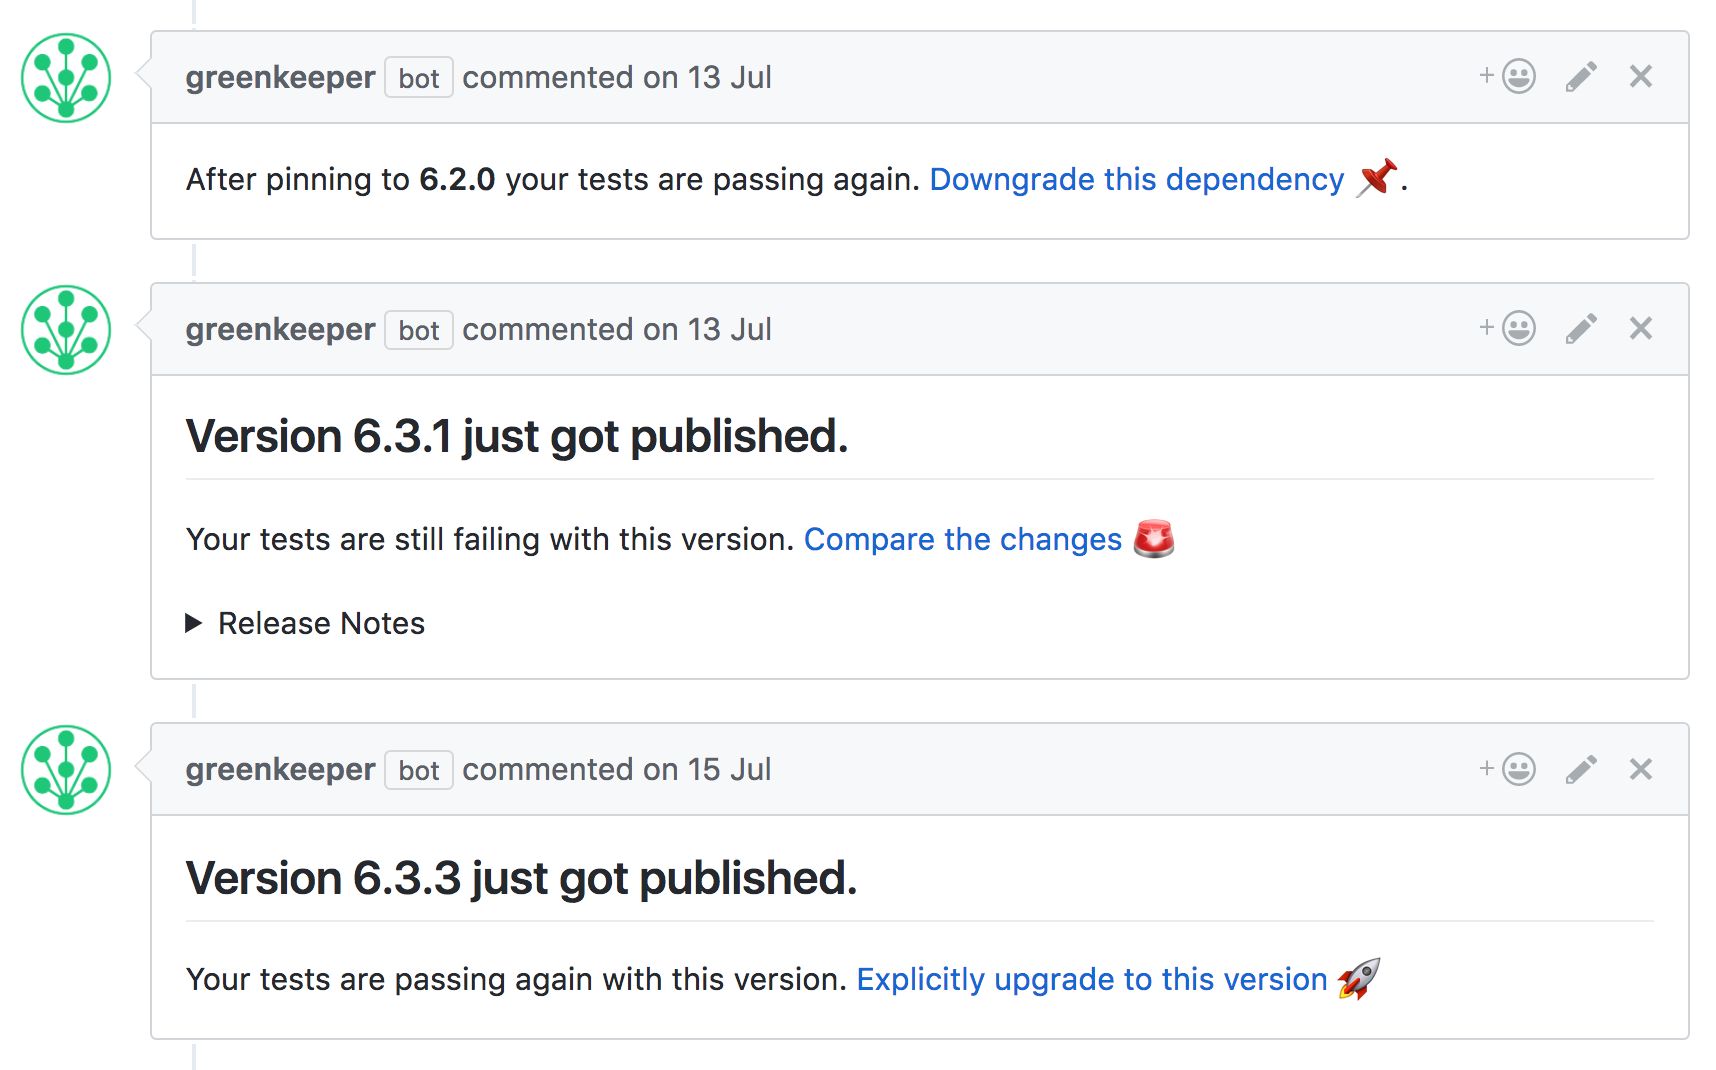 greenkeeper bot commented on 13 Jul
After pinning to 6.2.0 your tests are passing again. Downgrade this dependency 📌.
greenkeeper bot commented on 13 Jul
Version 6.3.1 just got published.
Your tests are still failing with this version. Compare the changes 🚨
Release Notes
greenkeeper bot commented on 15 Jul
Version 6.3.3 just got published.
Your tests are passing again with this version. Explicitly upgrade to this version 🚀